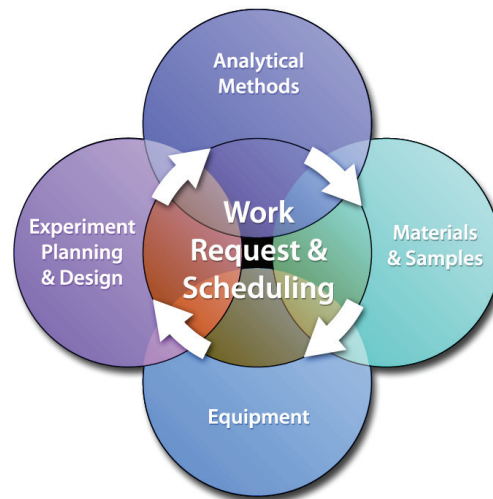 Analytical
Methods
Experiment
Planning
& Design
Work
Request &
Scheduling
Materials
& Samples
Equipment